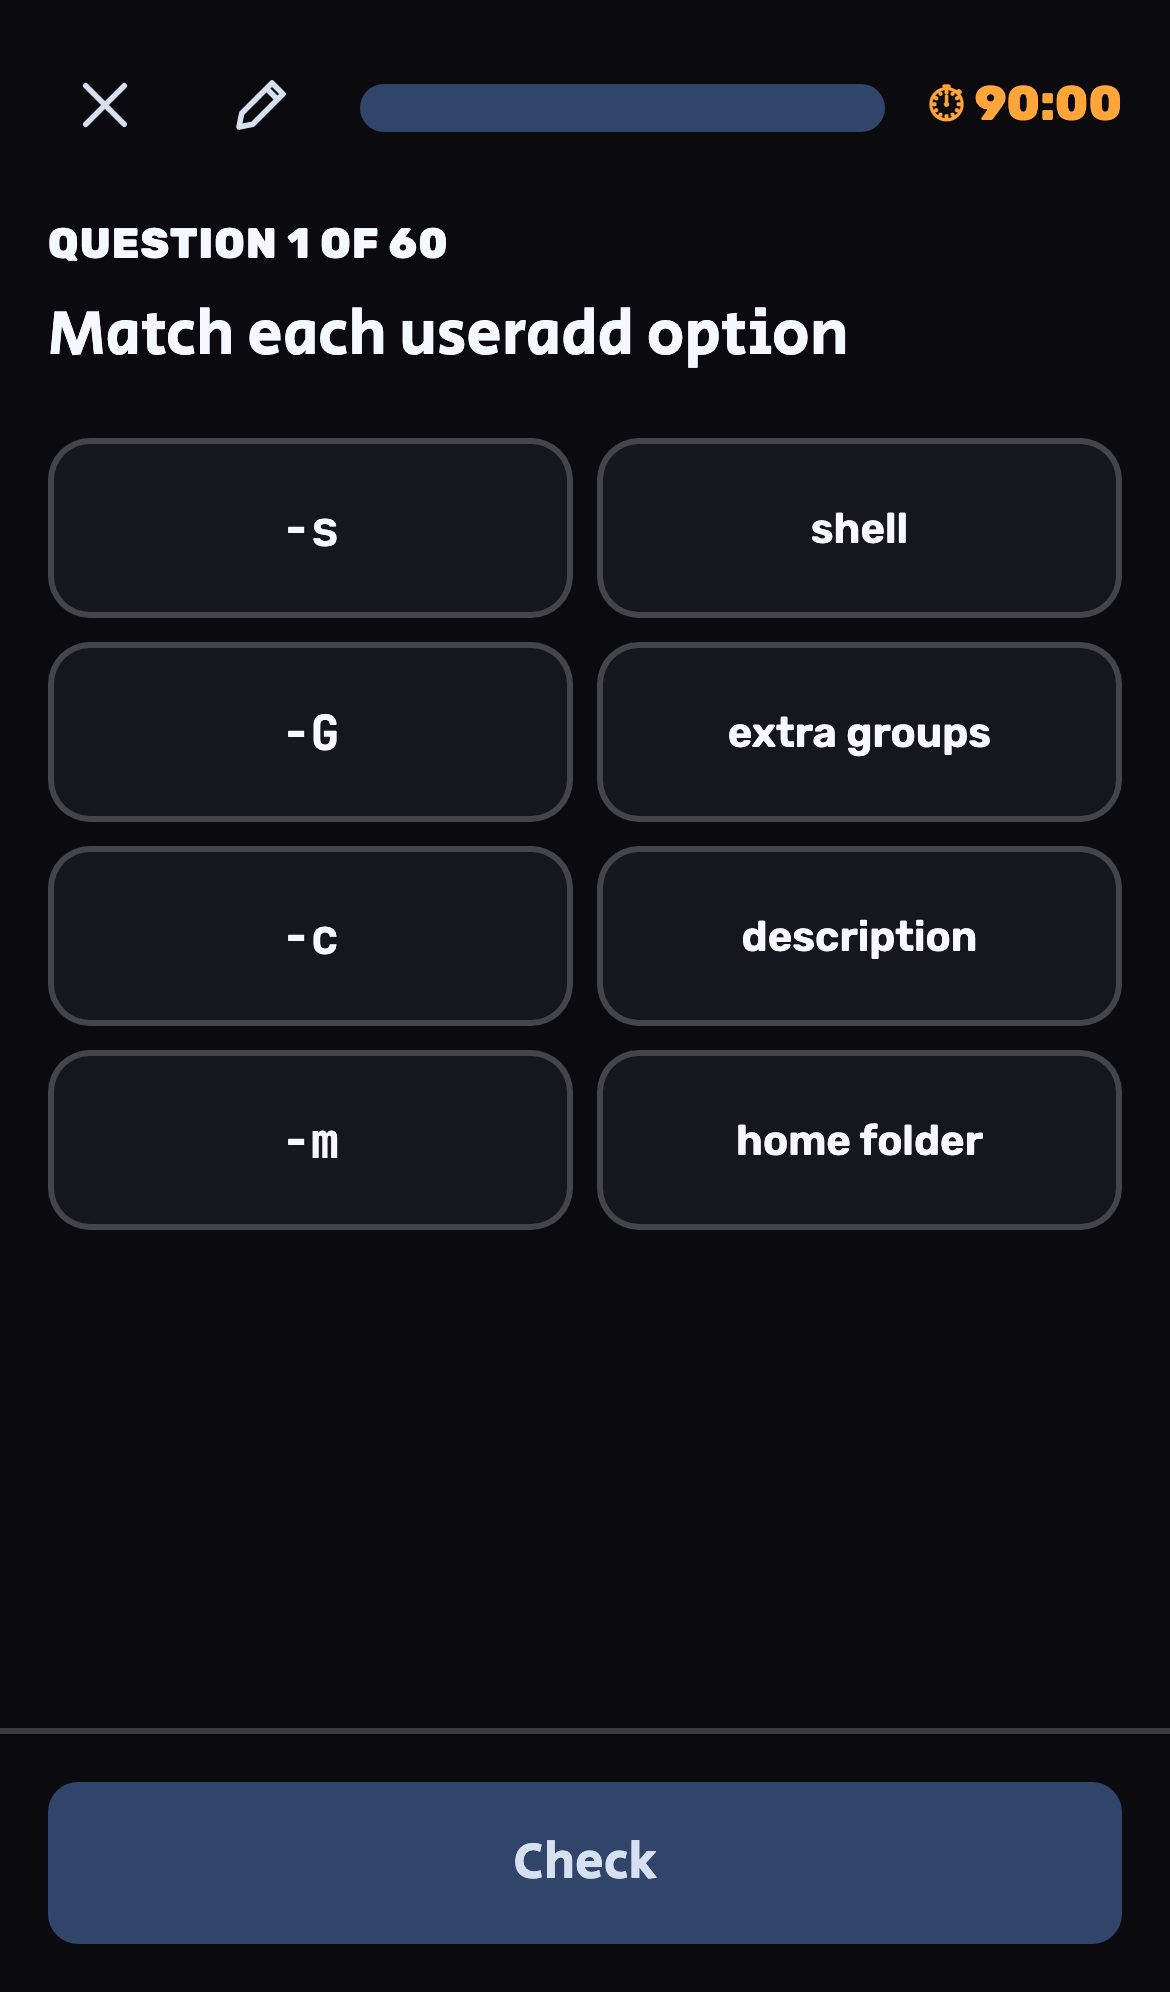 90:00
QUESTION 1 OF 60
Match each useradd option
-s
shell
-G
extra groups
-c
description
-m
home folder
Check